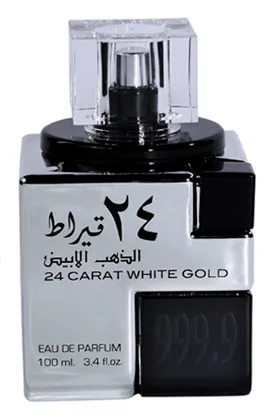 ٢٤ قيراط
الذهب الأبيض
24 CARAT WHITE GOLD
999.9
EAU DE PARFUM
100 ml. 3.4 fl.oz.